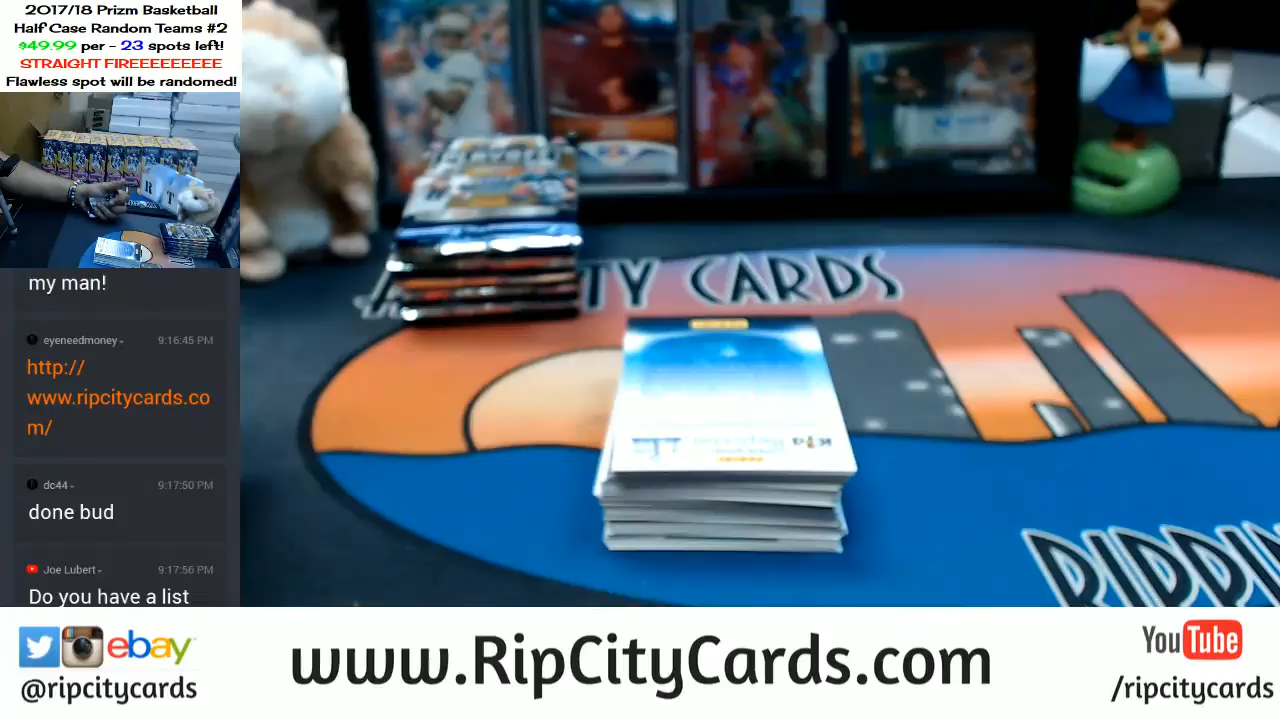 2017/18 Prizm Basketball
Half Case Random Teams #2
$49.99 per - 23 spots left!
STRAIGHT FIREEEEEEEEE
Flawless spot will be randomed!
R T
my man!
eyeneedmoney
9:16:45 PM
http://
www.ripcitycards.co
m/
dc44
9:17:50 PM
done bud
Joe Lubert
9:17:56 PM
Do you have a list
TY CARDS
RIPPIN
ebay
@ripcitycards
www.RipCityCards.com
YouTube
/ripcitycards